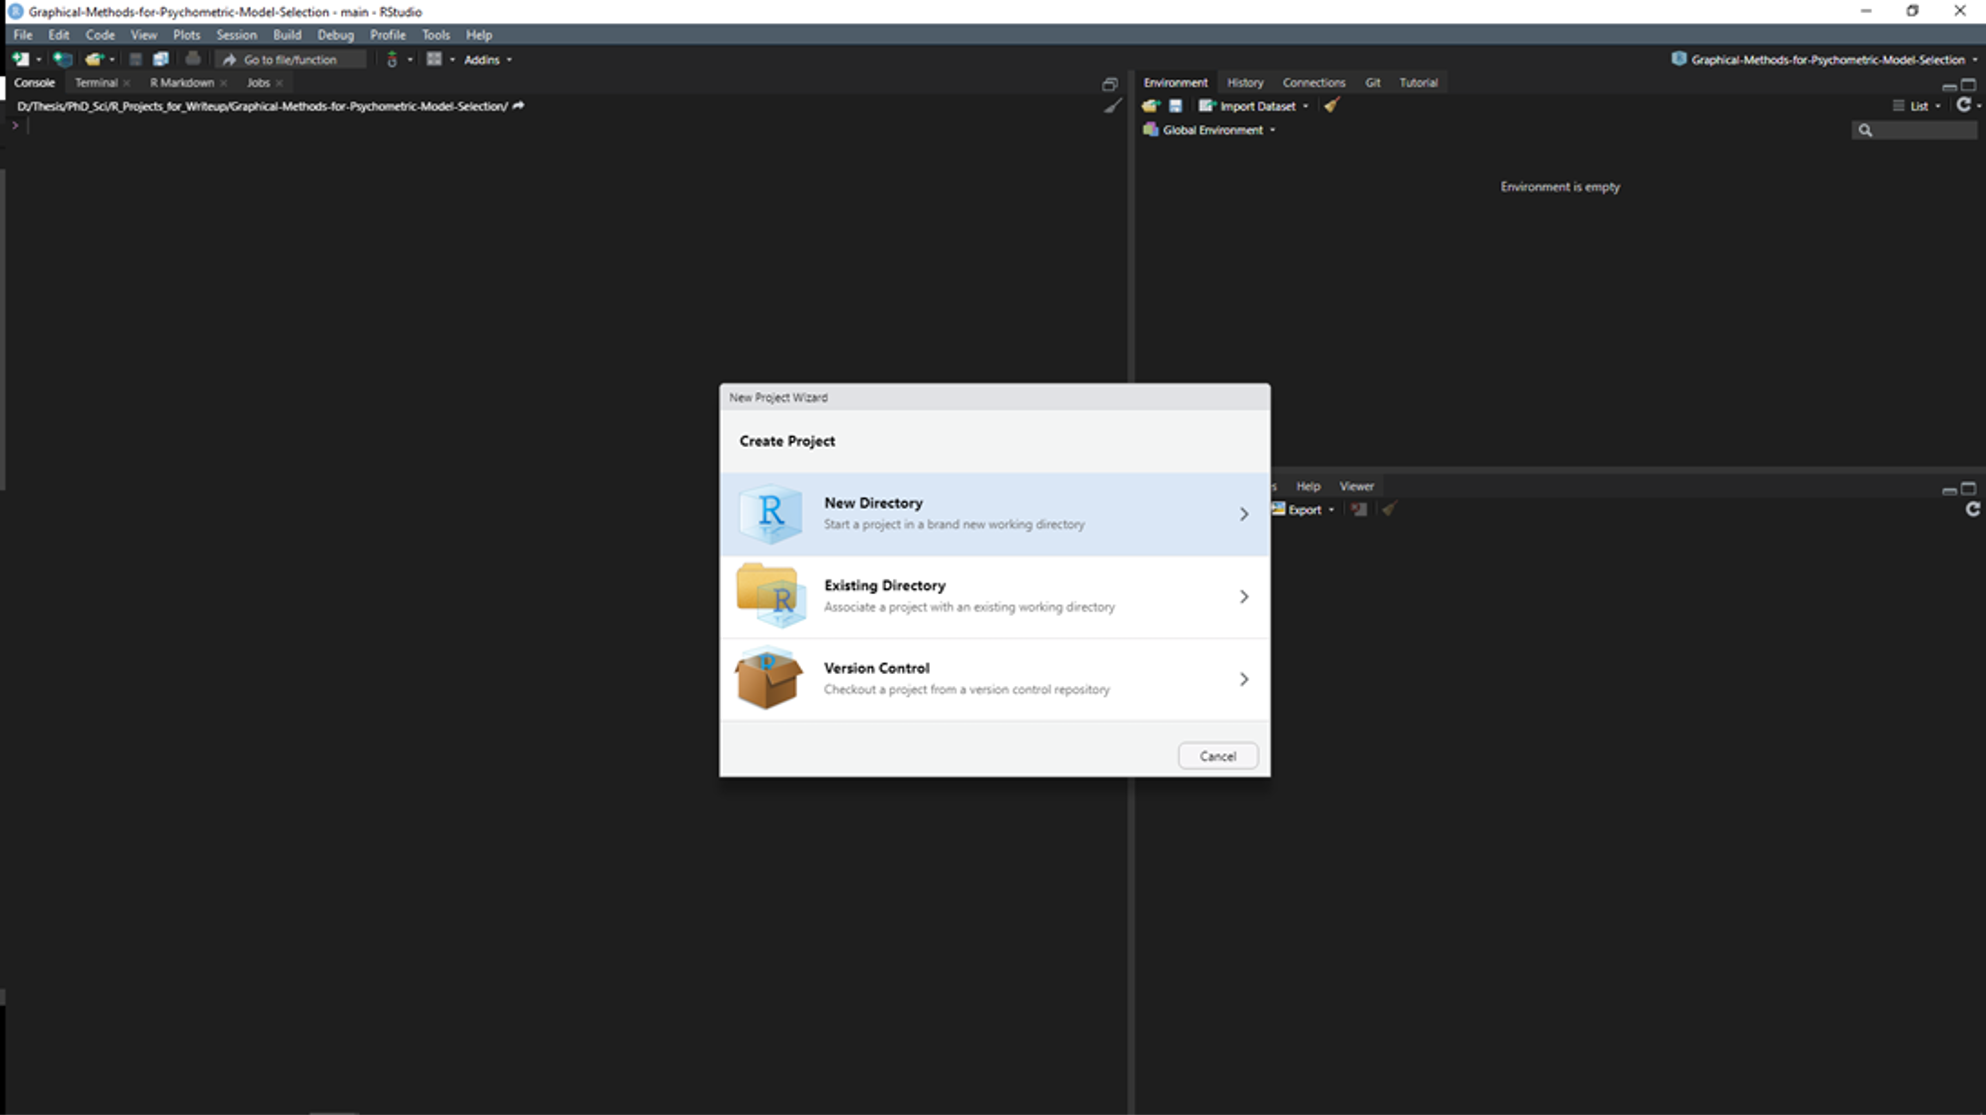 Graphical-Methods-for-Psychometric-Model-Selection - main - RStudio
File Edit Code View Plots Session Build Debug Profile Tools Help
Go to file/function Addins Graphical-Methods-for-Psychometric-Model-Selection
Console Terminal R Markdown Jobs
D:/Thesis/PhD_Sci/R_Projects_for_Writeup/Graphical-Methods-for-Psychometric-Model-Selection/
>
Environment History Connections Git Tutorial
Import Dataset List
Global Environment
Environment is empty
New Project Wizard
Create Project
R
New Directory
Start a project in a brand new working directory
R
Existing Directory
Associate a project with an existing working directory
Version Control
Checkout a project from a version control repository
Cancel
s Help Viewer
Export